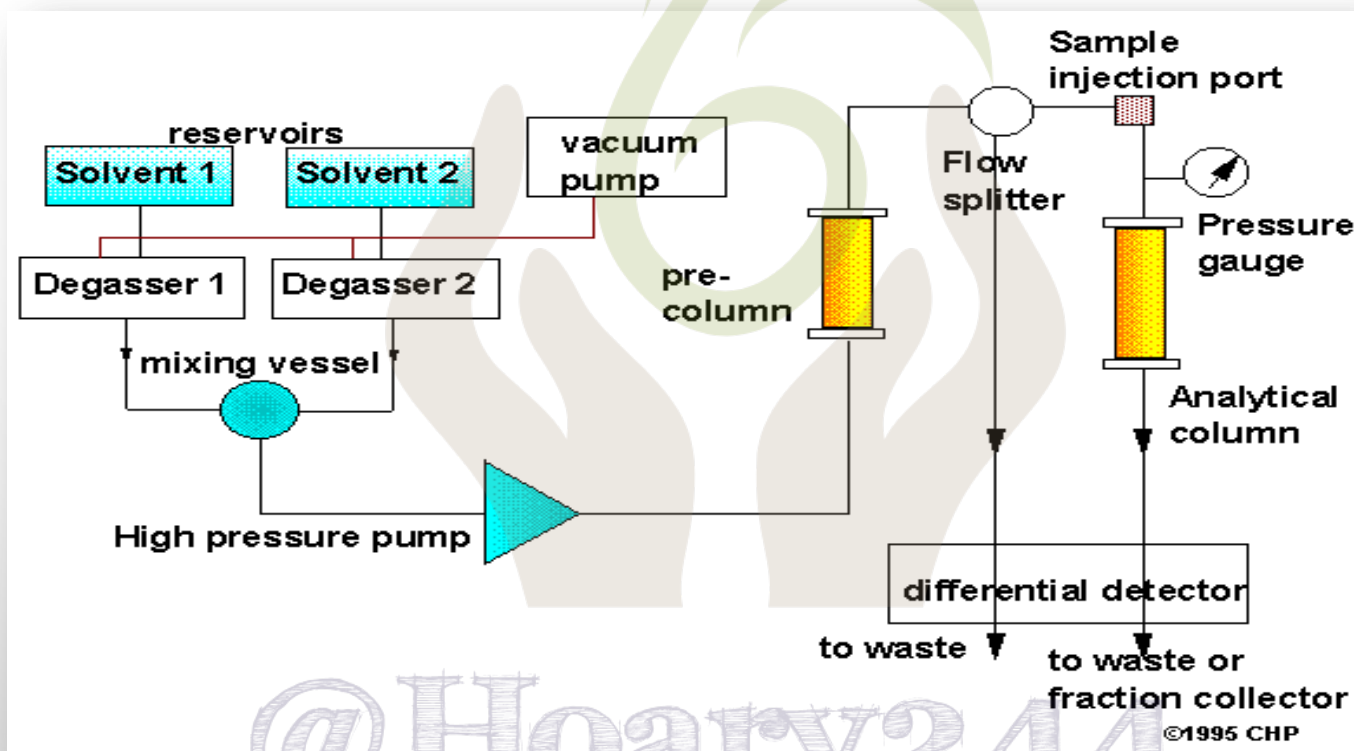 Sample
injection port
reservoirs
Solvent 1
Solvent 2
vacuum
pump
Flow
splitter
Pressure
gauge
Degasser 1
Degasser 2
pre-
column
mixing vessel
Analytical
column
High pressure pump
differential detector
to waste
to waste or
fraction collector
©1995 CHP
@Hoary344